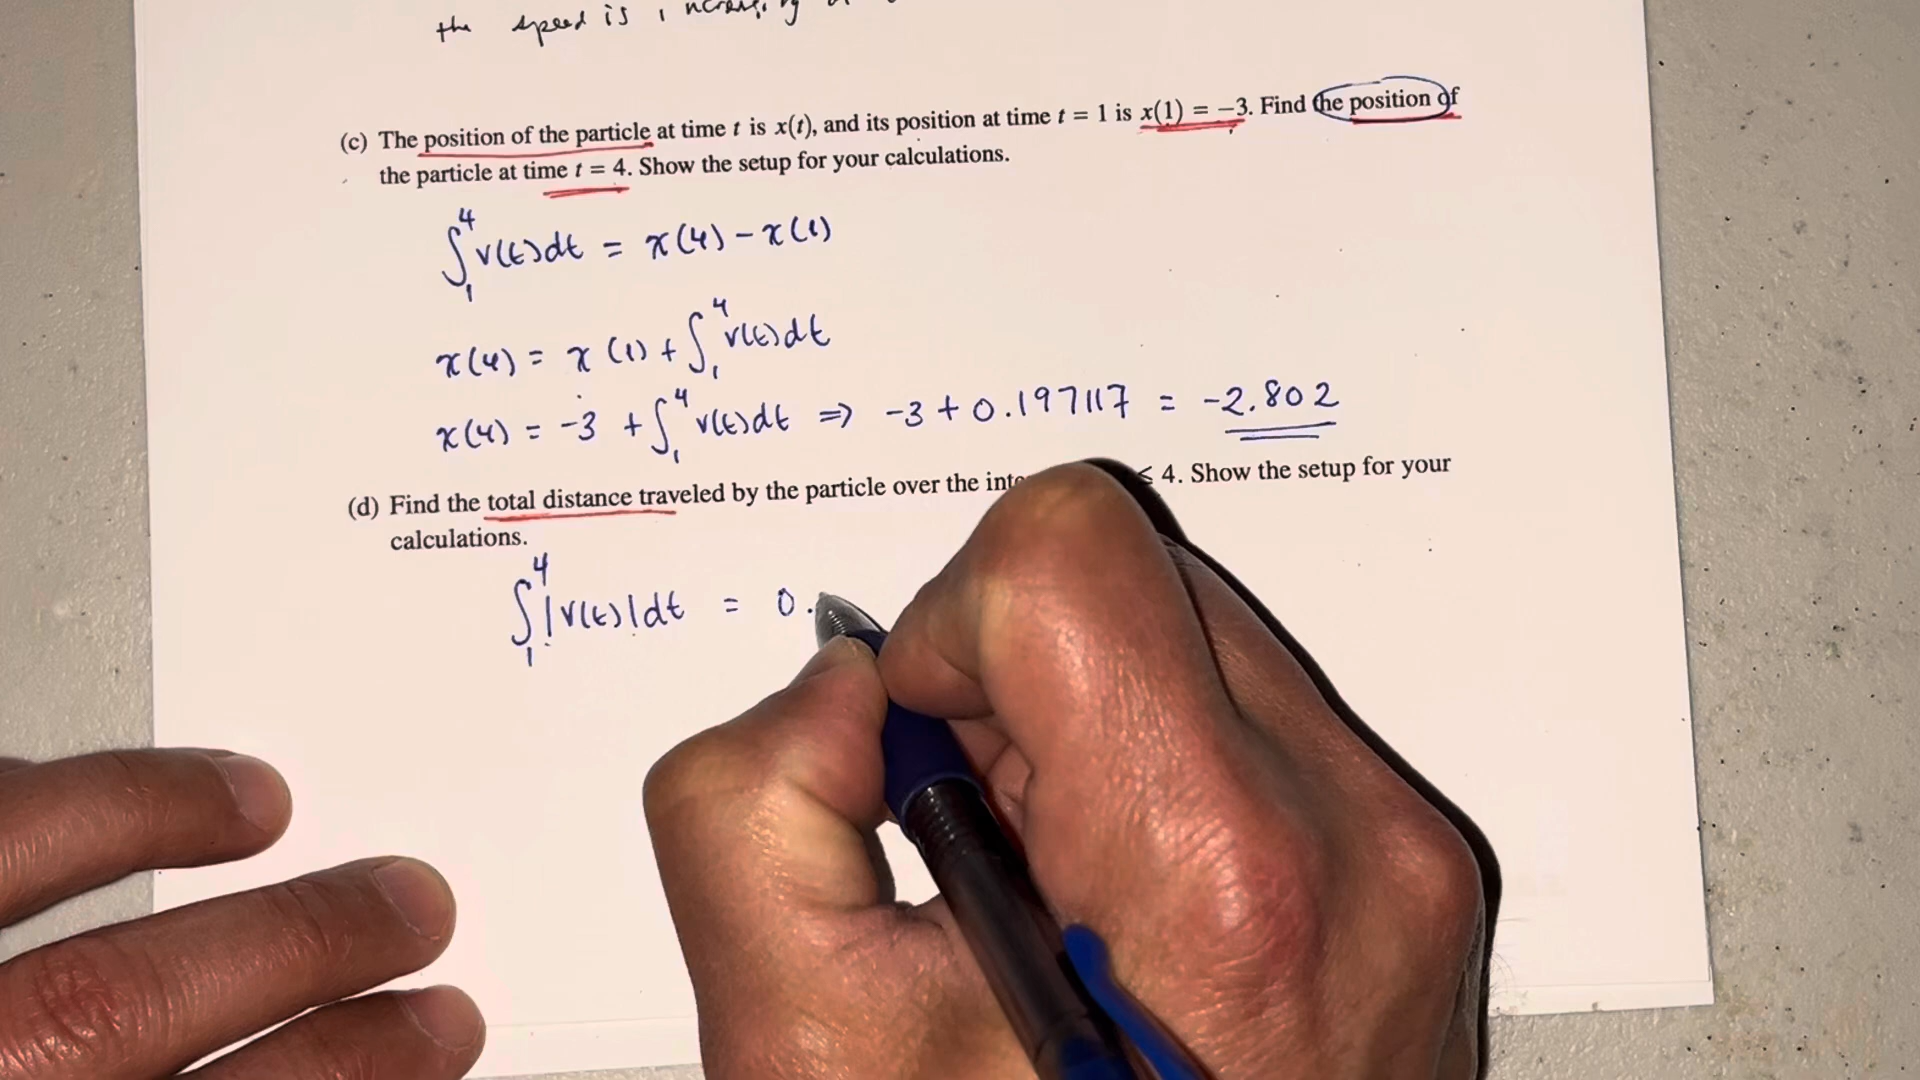 the speed is increasing
(c) The position of the particle at time t is x(t), and its position at time t = 1 is x(1) = −3. Find the position of
the particle at time t = 4. Show the setup for your calculations.
∫₁⁴ v(t)dt = x(4) − x(1)
x(4) = x(1) + ∫₁⁴ v(t)dt
x(4) = -3 + ∫₁⁴ v(t)dt ⇒ -3 + 0.197117 = -2.802
(d) Find the total distance traveled by the particle over the ≤ 4. Show the setup for your
calculations.
∫₁⁴ |v(t)|dt = 0.